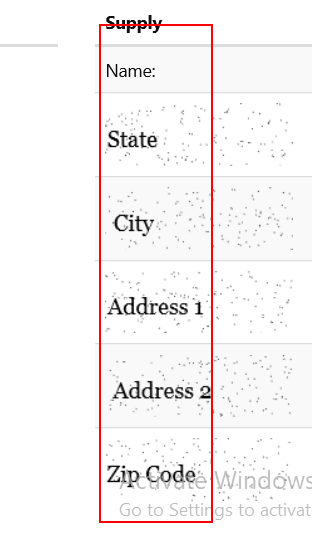 Supply
Name:
State
City
Address 1
Address 2
Zip Code
Activate Windows
Go to Settings to activat